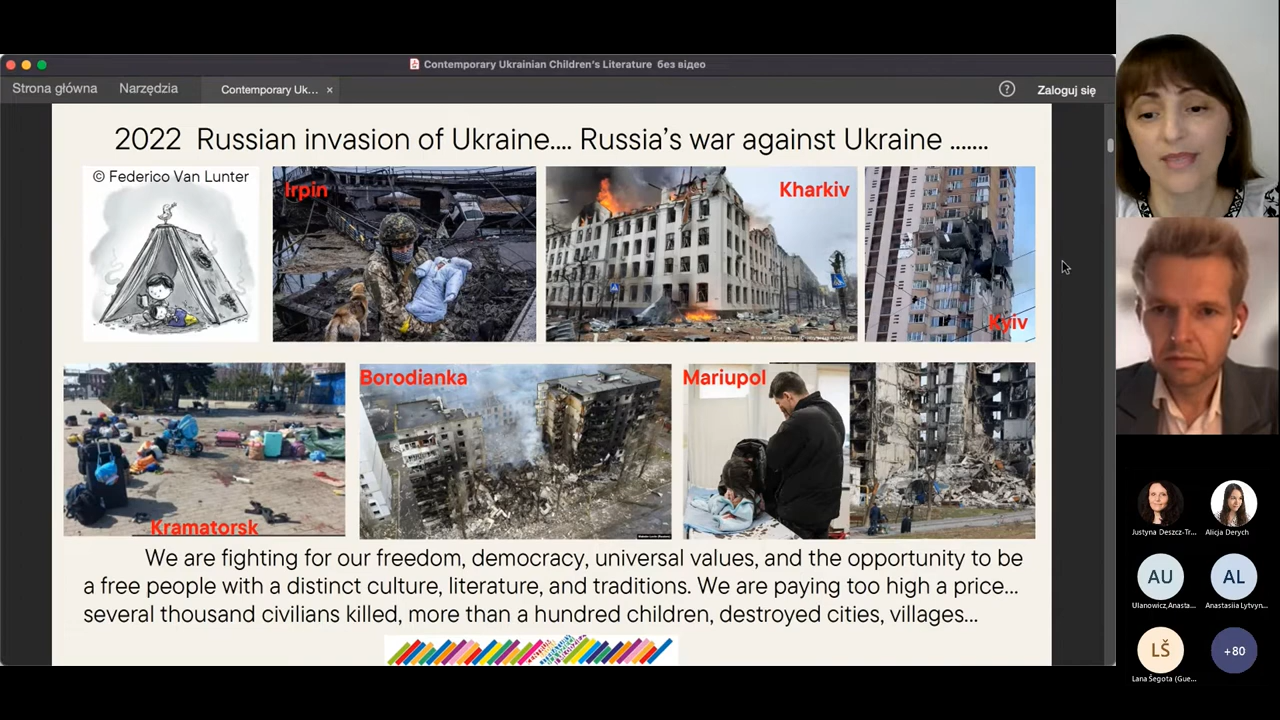 Contemporary Ukrainian Children's Literature без відео
Strona główna
Narzędzia
Contemporary Uk... ×
?
Zaloguj się
2022 Russian invasion of Ukraine.... Russia's war against Ukraine .......
© Federico Van Lunter
Irpin
Kharkiv
Kyiv
Kramatorsk
Borodianka
Mariupol
We are fighting for our freedom, democracy, universal values, and the opportunity to be
a free people with a distinct culture, literature, and traditions. We are paying too high a price...
several thousand civilians killed, more than a hundred children, destroyed cities, villages...
Justyna Deszcz-Tr...
Alicja Derych
AU
AL
Ulanowicz,Anasta...
Anastasiia Lytvyn...
LŠ
+80
Lana Šegota (Gue...